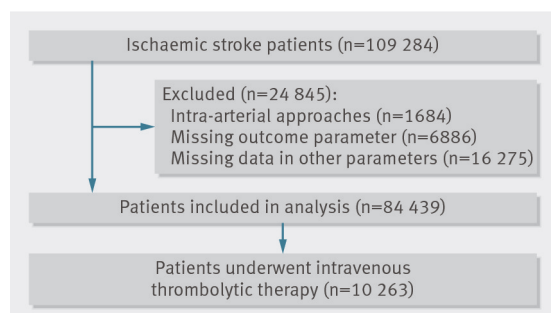 Ischaemic stroke patients (n=109 284)
Excluded (n=24 845):
Intra-arterial approaches (n=1684)
Missing outcome parameter (n=6886)
Missing data in other parameters (n=16 275)
Patients included in analysis (n=84 439)
Patients underwent intravenous
thrombolytic therapy (n=10 263)